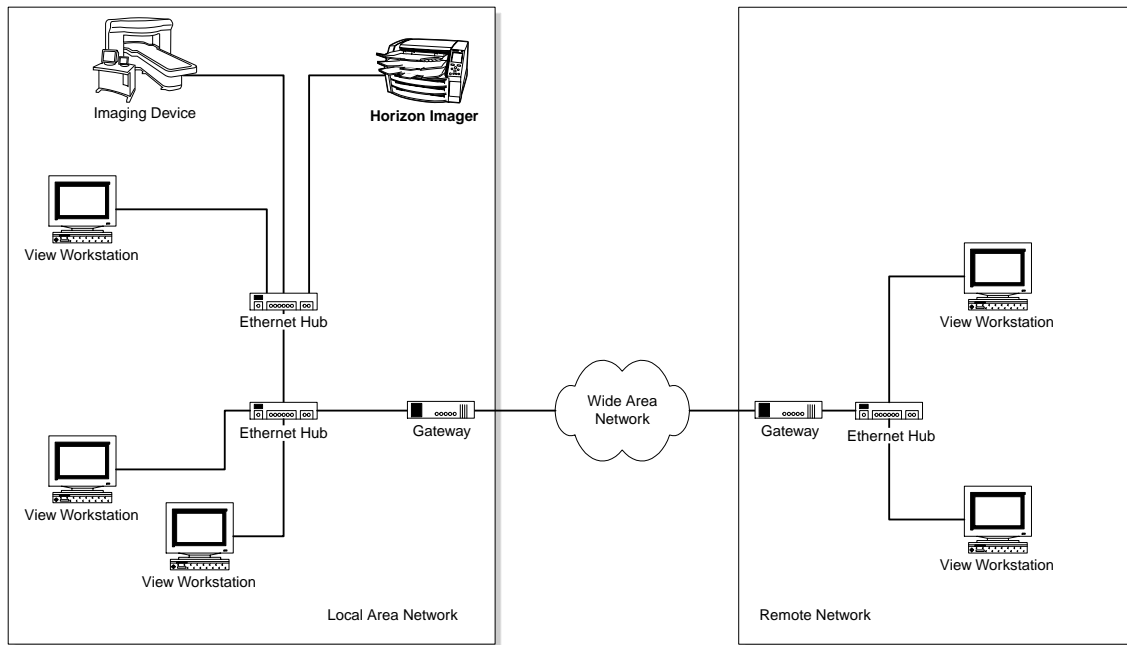 Imaging Device
Horizon Imager
View Workstation
Ethernet Hub
View Workstation
Wide Area
Network
Ethernet Hub
Gateway
Gateway
Ethernet Hub
View Workstation
View Workstation
View Workstation
Local Area Network
Remote Network